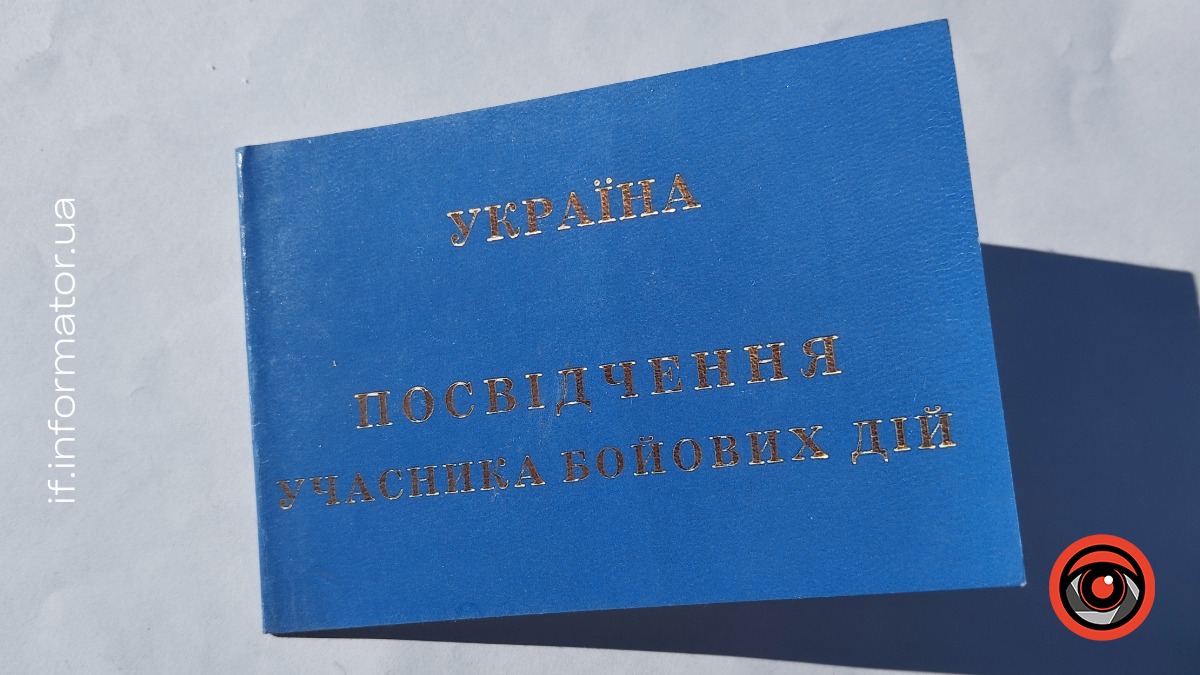 УКРАЇНА
ПОСВІДЧЕННЯ
УЧАСНИКА БОЙОВИХ ДІЙ
if.informator.ua